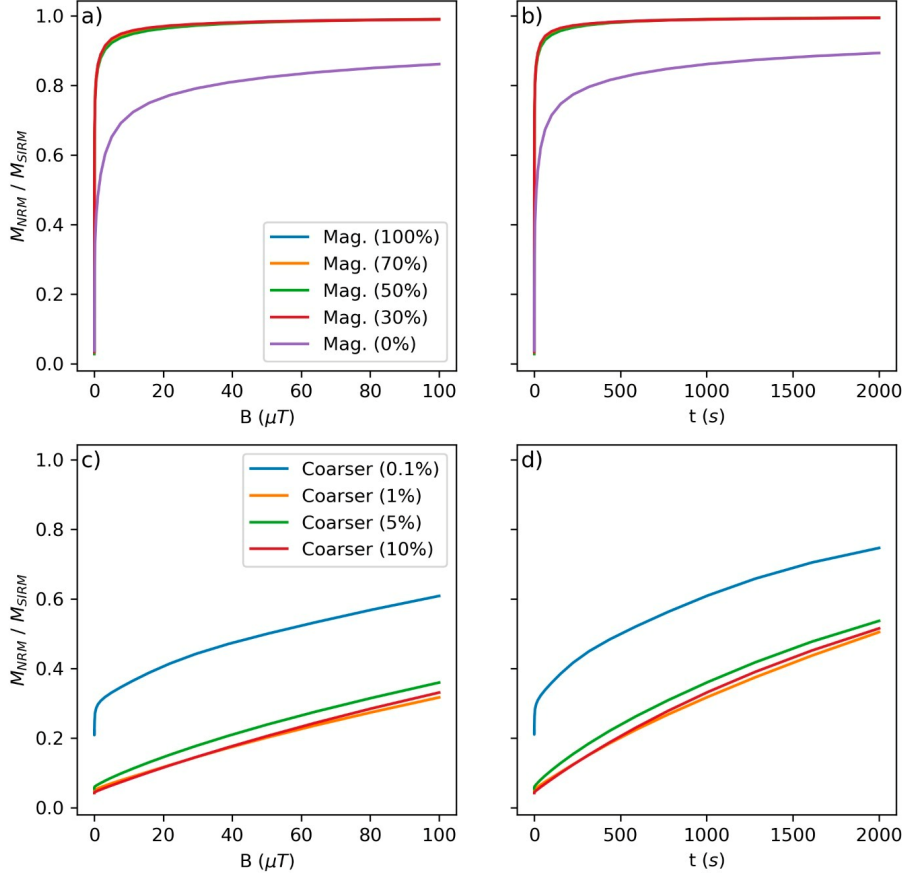 a)
b)
1.0
0.8
0.6
0.4
0.2
0.0
M_NRM / M_SIRM
Mag. (100%)
Mag. (70%)
Mag. (50%)
Mag. (30%)
Mag. (0%)
0 20 40 60 80 100
B (μT)
0 500 1000 1500 2000
t (s)
c)
d)
1.0
0.8
0.6
0.4
0.2
0.0
M_NRM / M_SIRM
Coarser (0.1%)
Coarser (1%)
Coarser (5%)
Coarser (10%)
0 20 40 60 80 100
B (μT)
0 500 1000 1500 2000
t (s)